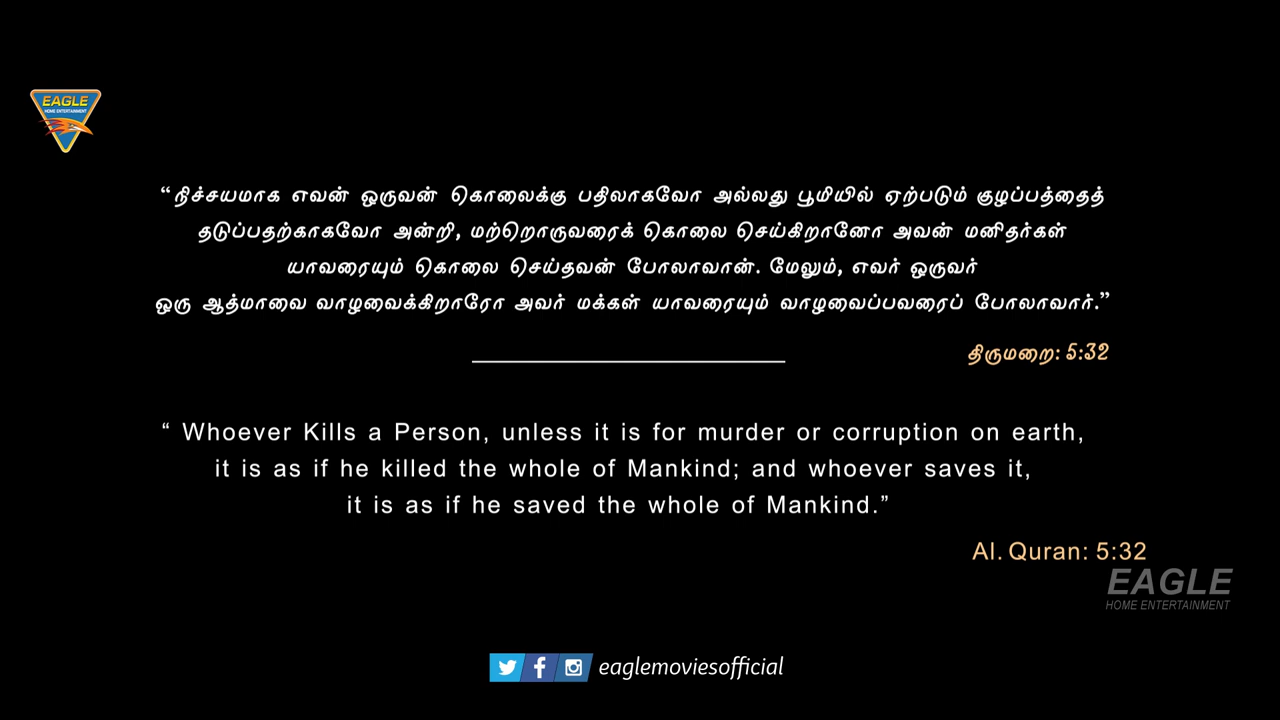 EAGLE
HOME ENTERTAINMENT
“நிச்சயமாக எவன் ஒருவன் கொலைக்கு பதிலாகவோ அல்லது பூமியில் ஏற்படும் குழப்பத்தைத்
தடுப்பதற்காகவோ அன்றி, மற்றொருவரைக் கொலை செய்கிறானோ அவன் மனிதர்கள்
யாவரையும் கொலை செய்தவன் போலாவான். மேலும், எவர் ஒருவர்
ஒரு ஆத்மாவை வாழவைக்கிறாரோ அவர் மக்கள் யாவரையும் வாழவைப்பவரைப் போலாவார்.”
திருமறை: 5:32
“ Whoever Kills a Person, unless it is for murder or corruption on earth,
it is as if he killed the whole of Mankind; and whoever saves it,
it is as if he saved the whole of Mankind.”
Al. Quran: 5:32
EAGLE
HOME ENTERTAINMENT
eaglemoviesofficial